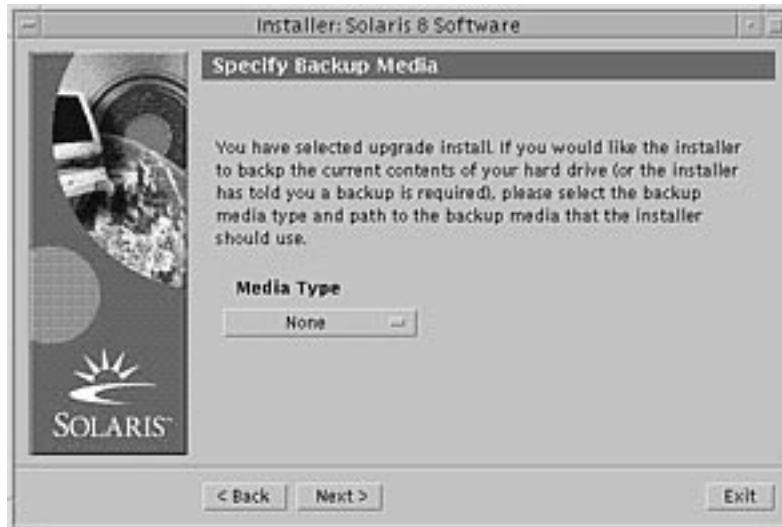 Installer: Solaris 8 Software
Specify Backup Media
You have selected upgrade install. If you would like the installer
to backp the current contents of your hard drive (or the installer
has told you a backup is required), please select the backup
media type and path to the backup media that the installer
should use.
Media Type
None
SOLARIS™
< Back
Next >
Exit